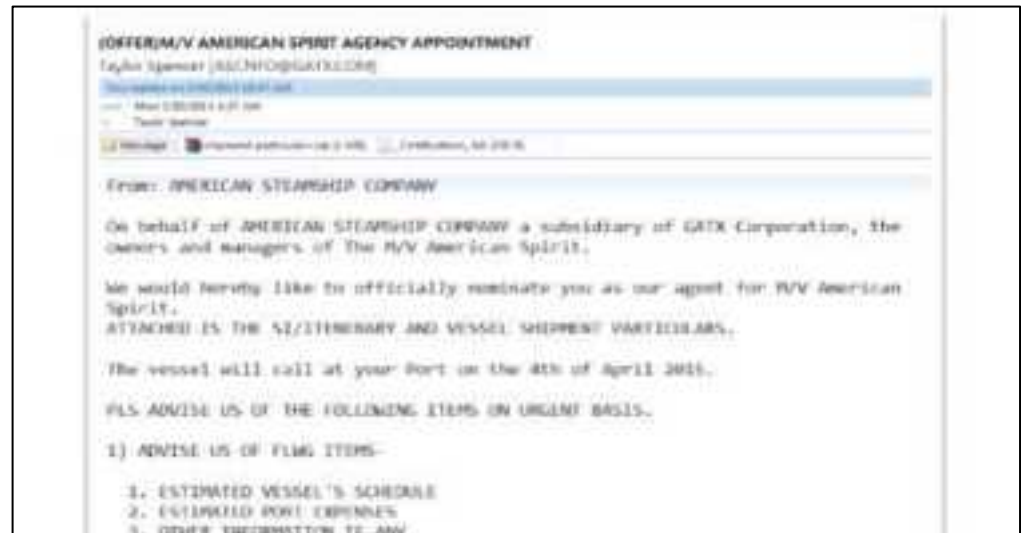 (OFFER)M/V AMERICAN SPIRIT AGENCY APPOINTMENT
Taylor Spencer
Message
From: AMERICAN STEAMSHIP COMPANY
On behalf of AMERICAN STEAMSHIP COMPANY a subsidiary of GATX Corporation, the
owners and managers of The M/V American Spirit.
We would hereby like to officially nominate you as our agent for M/V American
Spirit.
ATTACHED IS THE SI/ITENERARY AND VESSEL SHIPMENT PARTICULARS.
The vessel will call at your Port on the 4th of April 2015.
PLS ADVISE US OF THE FOLLOWING ITEMS ON URGENT BASIS.
1) ADVISE US OF FLWG ITEMS-
1. ESTIMATED VESSEL'S SCHEDULE
2. ESTIMATED PORT EXPENSES
3. OTHER INFORMATION IF ANY